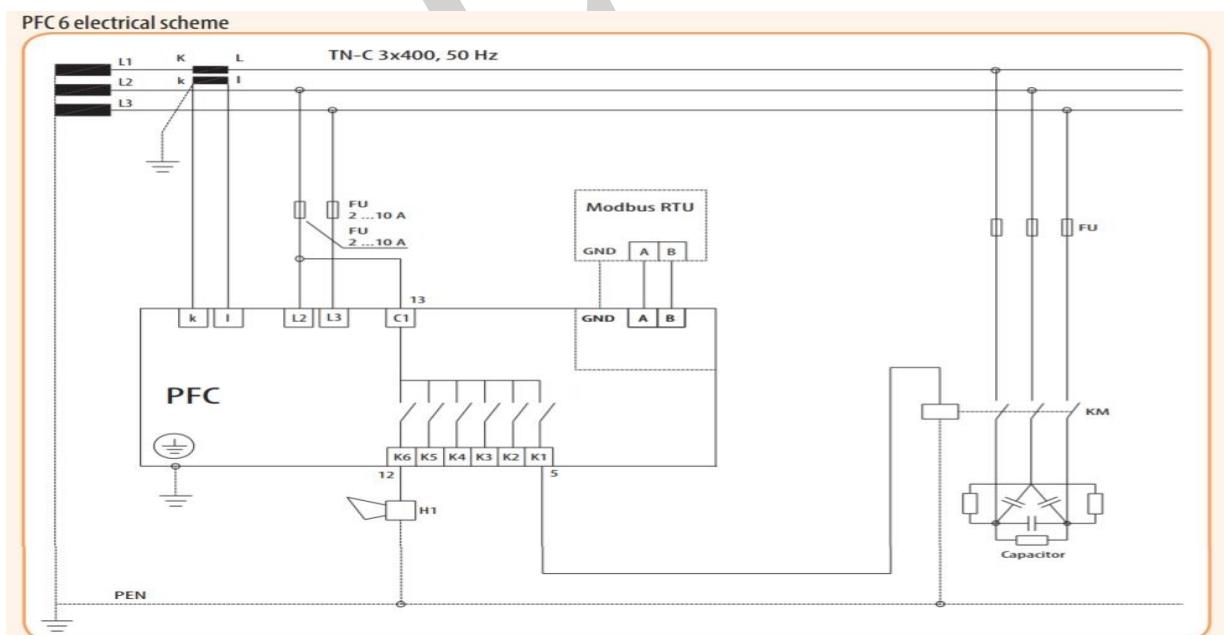 PFC 6 electrical scheme
TN-C 3x400, 50 Hz
L1
K
L
L2
k
l
L3
FU
2 ...10 A
FU
2 ...10 A
Modbus RTU
GND A B
FU
13
k l L2 L3 C1
GND A B
PFC
KM
K6 K5 K4 K3 K2 K1
12
5
H1
Capacitor
PEN